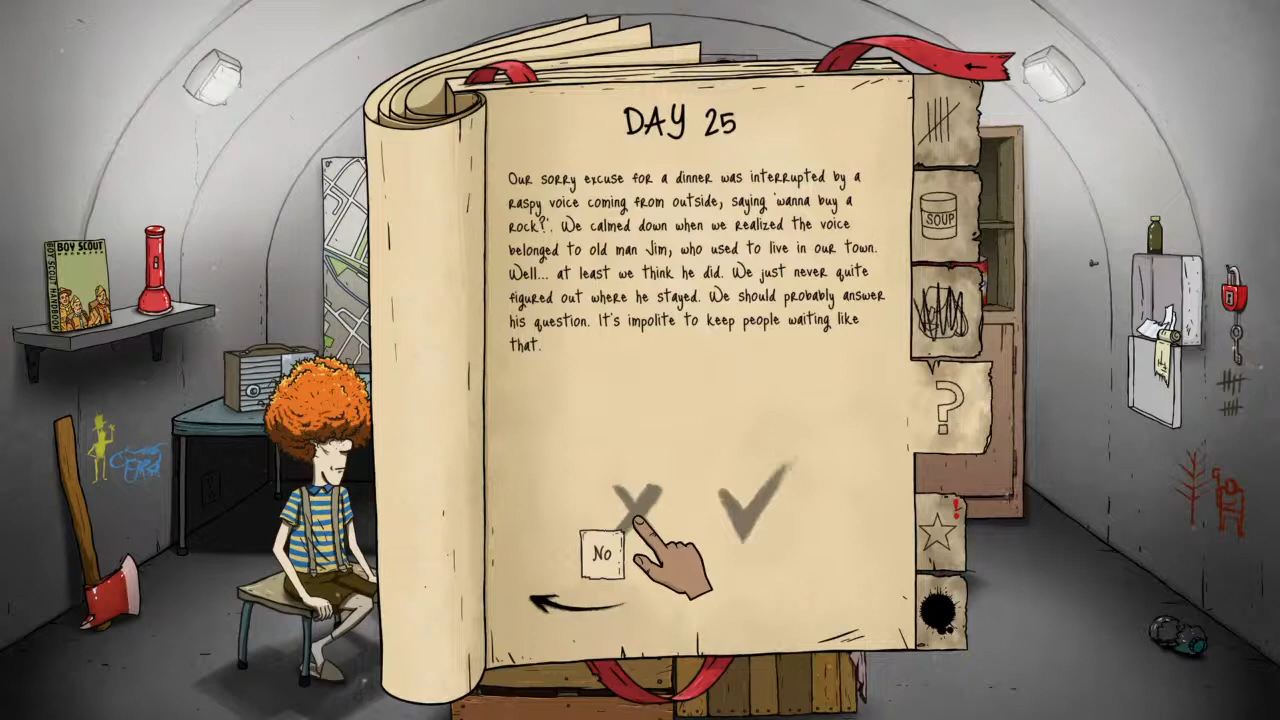 DAY 25
Our sorry excuse for a dinner was interrupted by a
raspy voice coming from outside, saying 'wanna buy a
rock?'. We calmed down when we realized the voice
belonged to old man Jim, who used to live in our town.
Well... at least we think he did. We just never quite
figured out where he stayed. We should probably answer
his question. It's impolite to keep people waiting like
that.
No
SOUP
?
!
BOY SCOUT
BOY SCOUT HANDBOOK